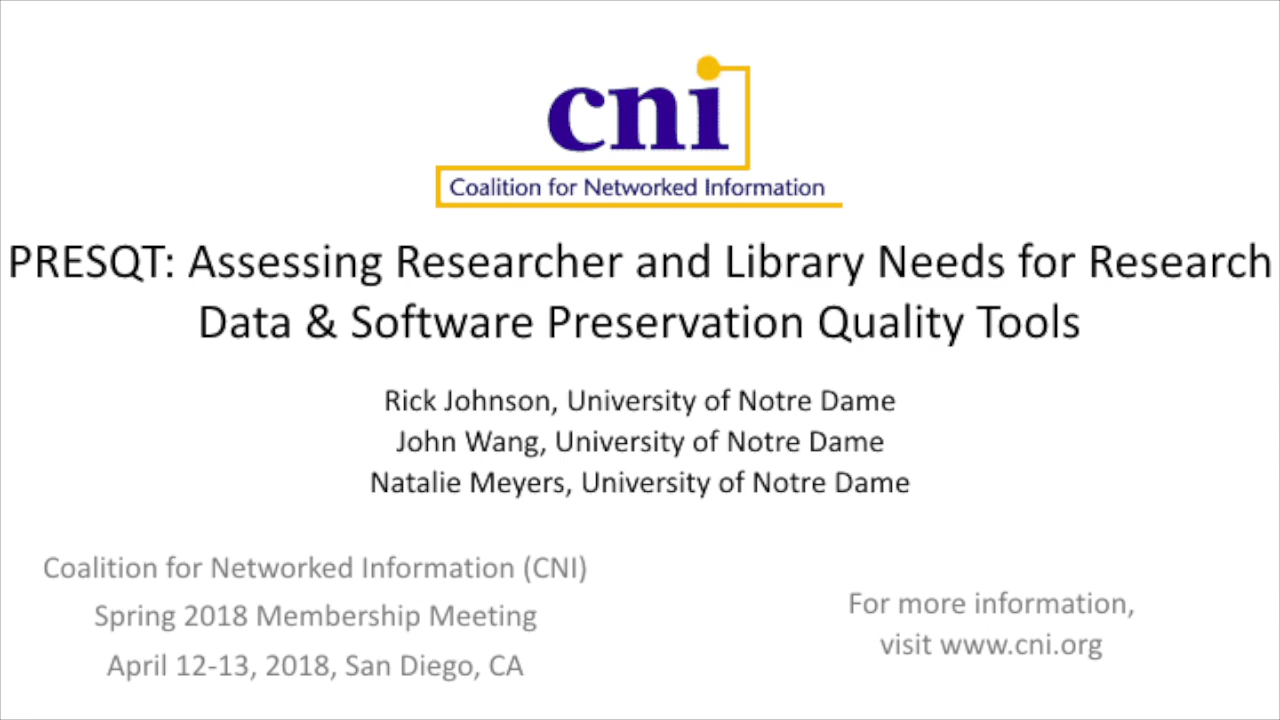 cni
Coalition for Networked Information
PRESQT: Assessing Researcher and Library Needs for Research
Data & Software Preservation Quality Tools
Rick Johnson, University of Notre Dame
John Wang, University of Notre Dame
Natalie Meyers, University of Notre Dame
Coalition for Networked Information (CNI)
Spring 2018 Membership Meeting
April 12-13, 2018, San Diego, CA
For more information,
visit www.cni.org